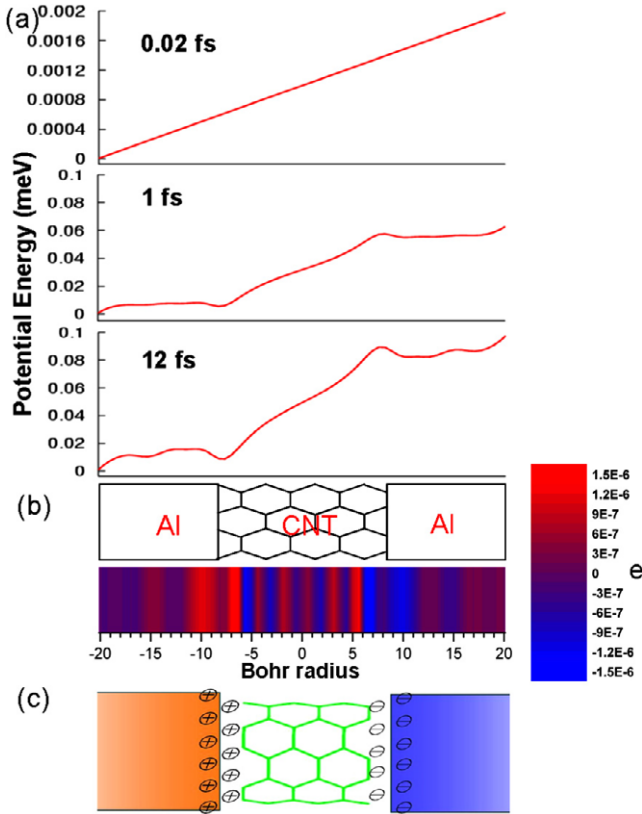 (a)
0.002
0.0016
0.02 fs
0.0012
0.0008
0.0004
0
0.1
0.08
1 fs
0.06
0.04
0.02
0
0.1
0.08
12 fs
0.06
0.04
0.02
0
Potential Energy (meV)
(b)
Al
CNT
Al
1.5E-6
1.2E-6
9E-7
6E-7
3E-7
0
-3E-7
-6E-7
-9E-7
-1.2E-6
-1.5E-6
e
-20 -15 -10 -5 0 5 10 15 20
Bohr radius
(c)